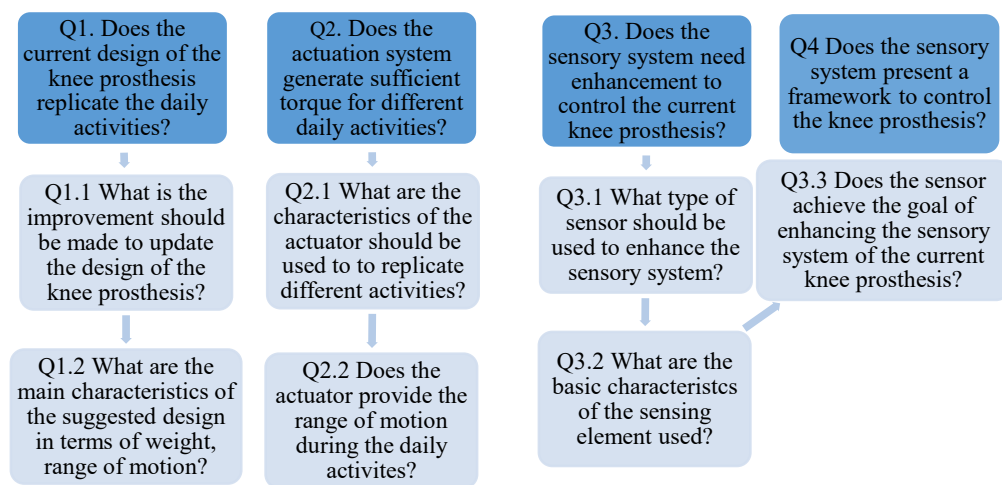 Q1. Does the
current design of the
knee prosthesis
replicate the daily
activities?
Q1.1 What is the
improvement should
be made to update
the design of the
knee prosthesis?
Q1.2 What are the
main characteristics of
the suggested design
in terms of weight,
range of motion?
Q2. Does the
actuation system
generate sufficient
torque for different
daily activities?
Q2.1 What are the
characteristics of the
actuator should be
used to to replicate
different activities?
Q2.2 Does the
actuator provide the
range of motion
during the daily
activites?
Q3. Does the
sensory system need
enhancement to
control the current
knee prosthesis?
Q3.1 What type of
sensor should be
used to enhance the
sensory system?
Q3.2 What are the
basic characteristcs
of the sensing
element used?
Q4 Does the sensory
system present a
framework to control
the knee prosthesis?
Q3.3 Does the sensor
achieve the goal of
enhancing the sensory
system of the current
knee prosthesis?